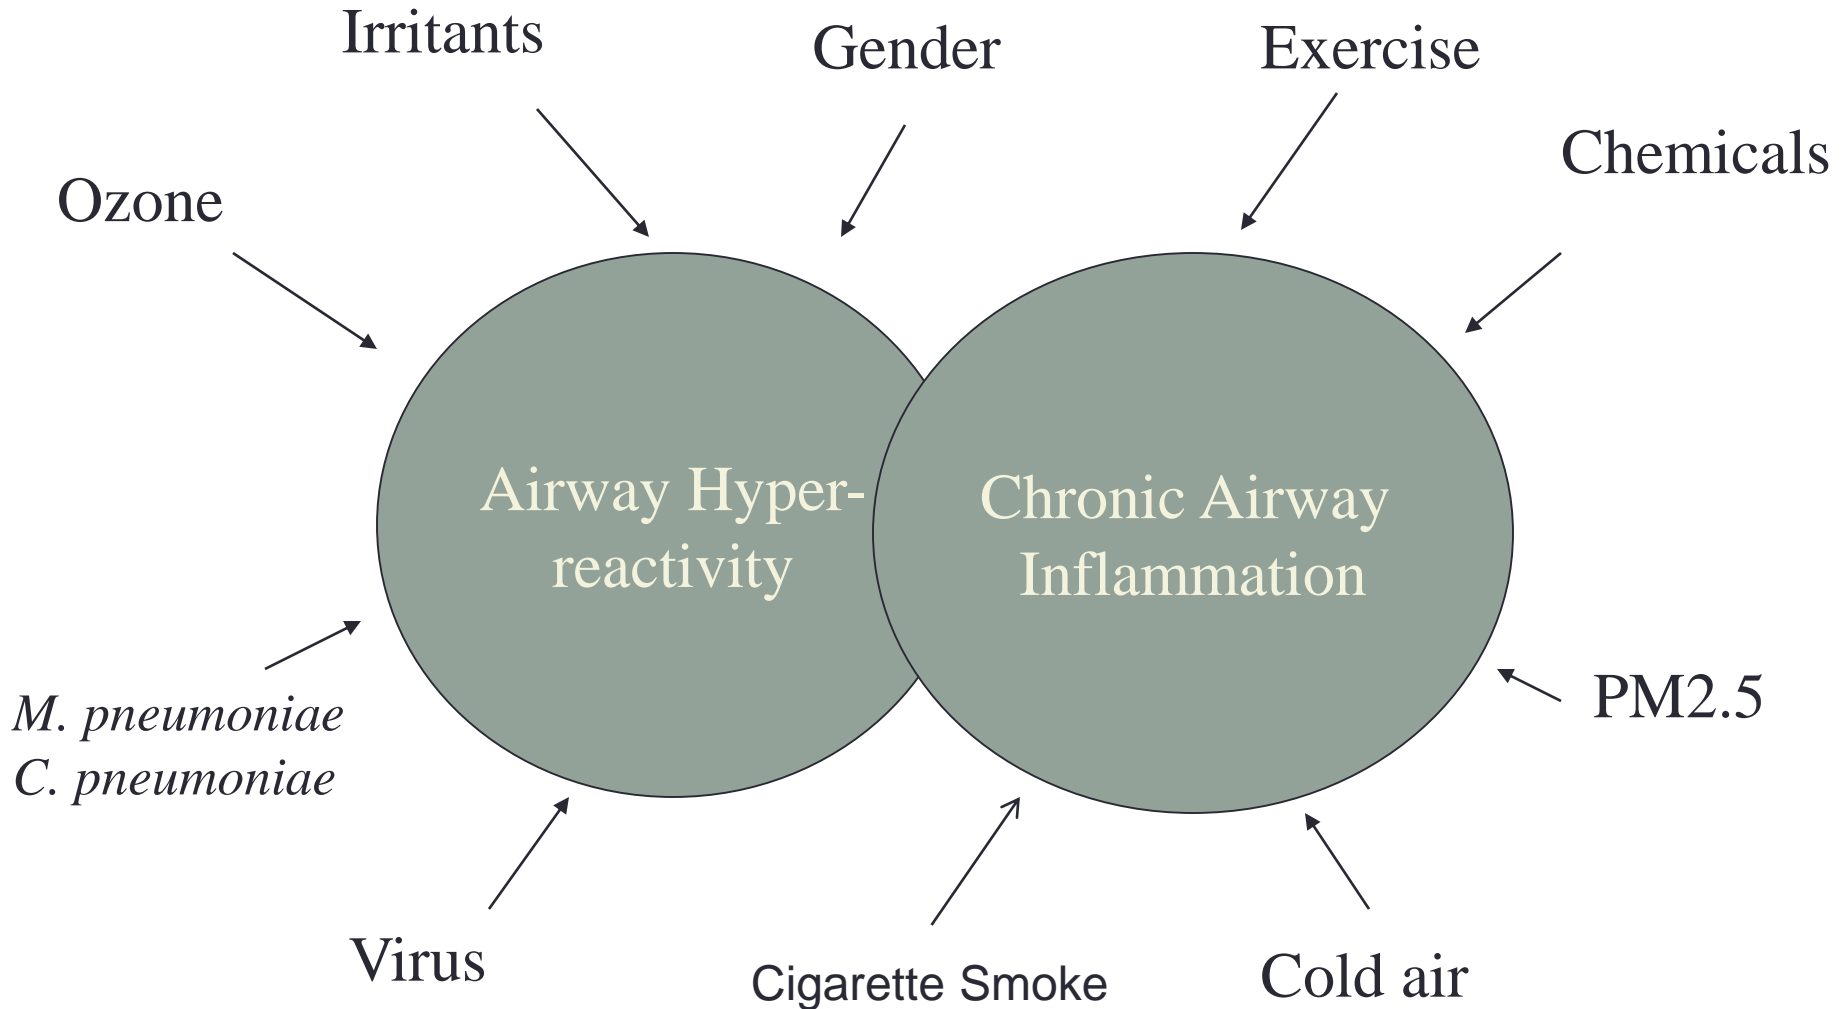 Irritants
Gender
Exercise
Chemicals
Ozone
Airway Hyper-
reactivity
Chronic Airway
Inflammation
M. pneumoniae
C. pneumoniae
PM2.5
Virus
Cigarette Smoke
Cold air